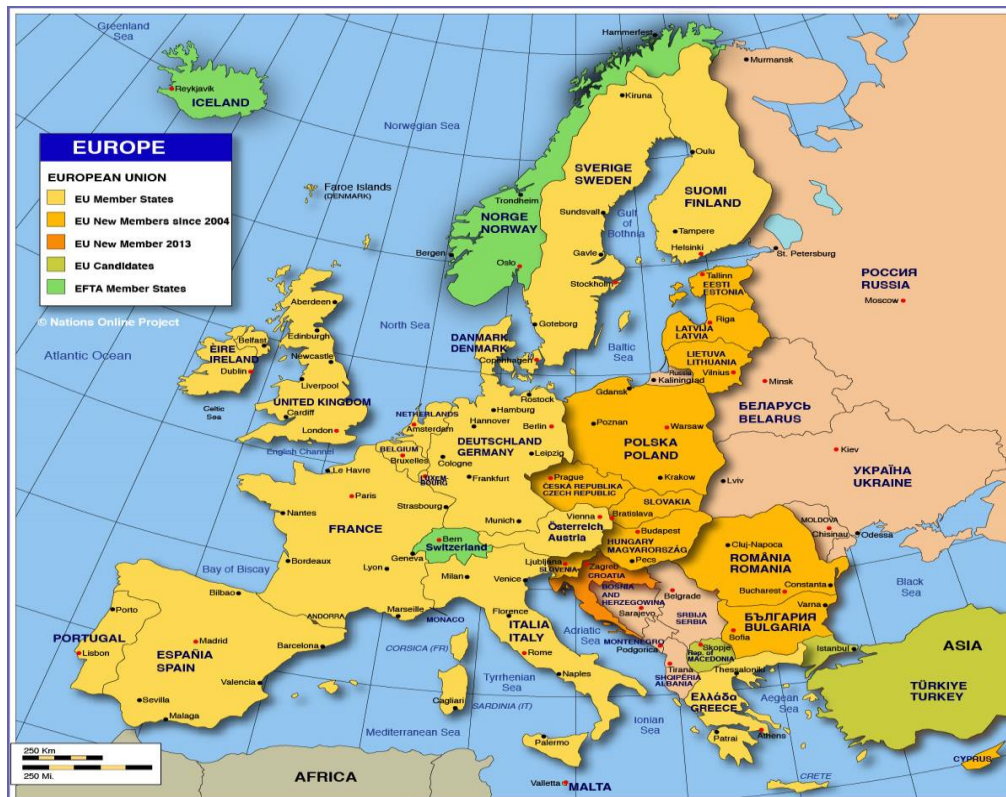 Greenland
Sea
Hammerfest
Murmansk
Reykjavik
ICELAND
Kiruna
Norwegian Sea
EUROPE
EUROPEAN UNION
EU Member States
EU New Members since 2004
EU New Member 2013
EU Candidates
EFTA Member States
© Nations Online Project
Oulu
SVERIGE
SWEDEN
SUOMI
FINLAND
Faroe Islands
(DENMARK)
Trondheim
NORGE
NORWAY
Sundsvall
Gulf
of
Bothnia
Tampere
Helsinki
St. Petersburg
Bergen
Oslo
Gavle
Stockholm
Tallinn
EESTI
ESTONIA
РОССИЯ
RUSSIA
Moscow
Aberdeen
North Sea
Goteborg
Riga
LATVIJA
LATVIA
Edinburgh
DANMARK
DENMARK
Baltic
Sea
Atlantic Ocean
Belfast
ÉIRE
IRELAND
Newcastle
Copenhagen
LIETUVA
LITHUANIA
Vilnius
Russia
Kaliningrad
Minsk
Dublin
Liverpool
Gdansk
БЕЛАРУСЬ
BELARUS
Celtic
Sea
UNITED KINGDOM
Cardiff
London
NETHERLANDS
Amsterdam
Rostock
Hamburg
Hannover
Berlin
Poznan
Warsaw
POLSKA
POLAND
English Channel
BELGIUM
Bruxelles
DEUTSCHLAND
GERMANY
Cologne
Leipzig
Kiev
Le Havre
LUXEM-
BOURG
Frankfurt
Prague
ČESKÁ REPUBLIKA
CZECH REPUBLIC
Krakow
Lviv
УКРАЇНА
UKRAINE
Paris
Strasbourg
SLOVAKIA
Nantes
FRANCE
Munich
Vienna
Bratislava
Österreich
Austria
Budapest
HUNGARY
MAGYARORSZÁG
MOLDOVA
Chisinau
Odessa
Bern
Switzerland
Geneva
Cluj-Napoca
ROMÂNIA
ROMANIA
Bay of Biscay
Bordeaux
Lyon
Milan
Venice
Ljubljana
SLOVENIA
Pecs
Zagreb
CROATIA
Constanta
Bucharest
Black
Sea
Bilbao
Marseille
MONACO
Florence
BOSNIA
AND
HERZEGOWINA
Sarajevo
Belgrade
SRBIJA
SERBIA
Varna
БЪЛГАРИЯ
BULGARIA
Sofia
Porto
ANDORRA
ITALIA
ITALY
Adriatic
Sea
MONTENEGRO
Podgorica
PORTUGAL
Lisbon
Madrid
ESPAÑIA
SPAIN
Barcelona
CORSICA (FR)
Rome
Skopje
Rep. of
MACEDONIA
Istanbul
ASIA
Tirana
SHQIPËRIA
ALBANIA
Thessaloniki
Valencia
Tyrrhenian
Sea
Naples
TÜRKIYE
TURKEY
Sevilla
Malaga
Cagliari
SARDINIA (IT)
Ελλάδα
GREECE
Aegean
Sea
Ionian
Sea
Patrai
Athens
Mediterranean Sea
Palermo
250 Km
250 Mi.
AFRICA
Valletta
MALTA
CRETE
CYPRUS